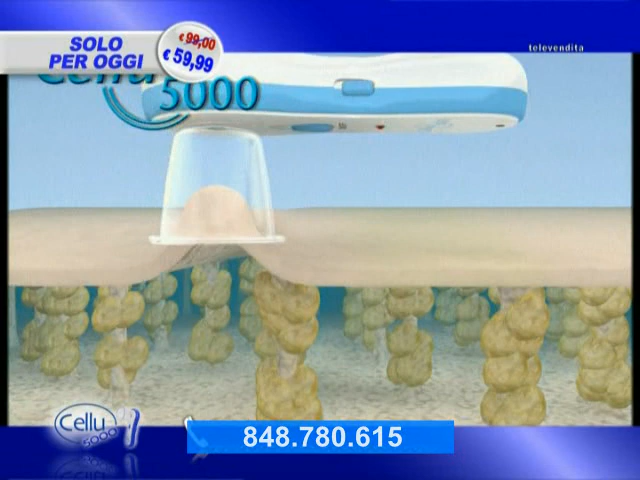 SOLO
PER OGGI
€ 99,00
€ 59,99
televendita
Cellu
5000
Cellu
5000
848.780.615